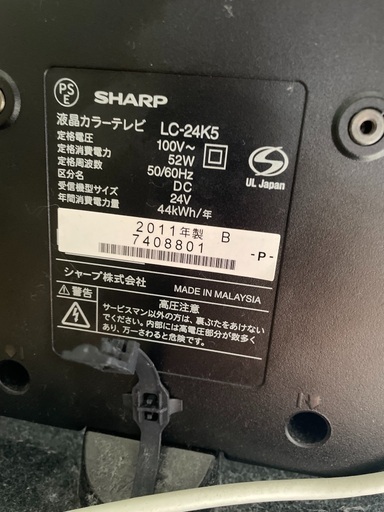 PS
E
SHARP
液晶カラーテレビ LC-24K5
定格電圧 100V~
定格消費電力 52W
定格周波数 50/60Hz
区分名 DC
受信機型サイズ 24V
年間消費電力量 44kWh/年
UL Japan
2011年製 B
7408801 -P-
シャープ株式会社 MADE IN MALAYSIA
⚠警告 高圧注意
サービスマン以外の方は、裏ぶたをあけない
でください。内部には高電圧部分が数多く
あり、万一さわると危険です。